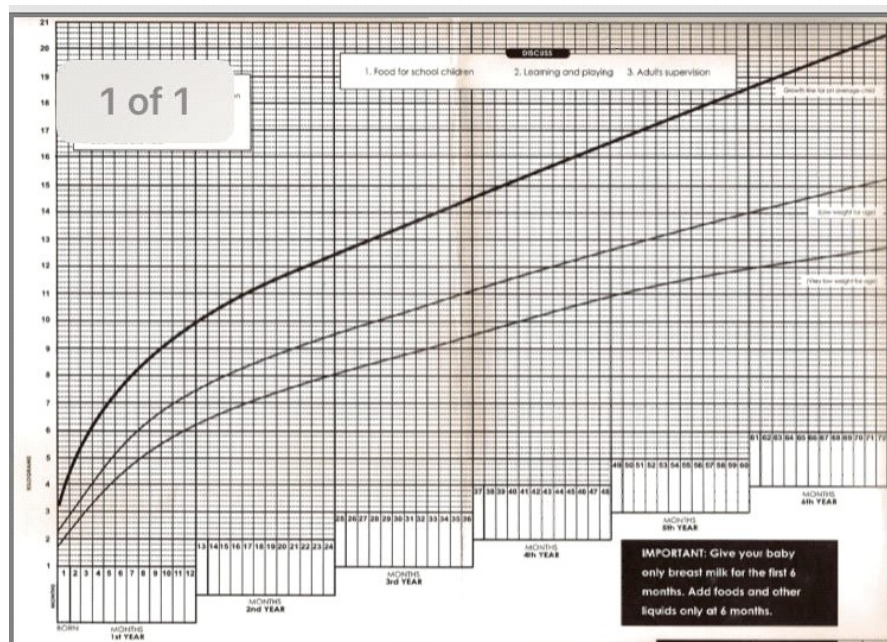 21
20
19
18
17
16
15
14
13
12
11
10
9
8
7
6
5
4
3
2
1
1 of 1
DISCUSS
1. Food for school children 2. Learning and playing 3. Adults supervision
Growth line for an average child
(low weight for age)
(Very low weight for age)
KILOGRAMS
MONTHS
1 2 3 4 5 6 7 8 9 10 11 12
BORN
MONTHS
1st YEAR
13 14 15 16 17 18 19 20 21 22 23 24
MONTHS
2nd YEAR
25 26 27 28 29 30 31 32 33 34 35 36
MONTHS
3rd YEAR
37 38 39 40 41 42 43 44 45 46 47 48
MONTHS
4th YEAR
49 50 51 52 53 54 55 56 57 58 59 60
MONTHS
5th YEAR
61 62 63 64 65 66 67 68 69 70 71 72
MONTHS
6th YEAR
IMPORTANT: Give your baby
only breast milk for the first 6
months. Add foods and other
liquids only at 6 months.